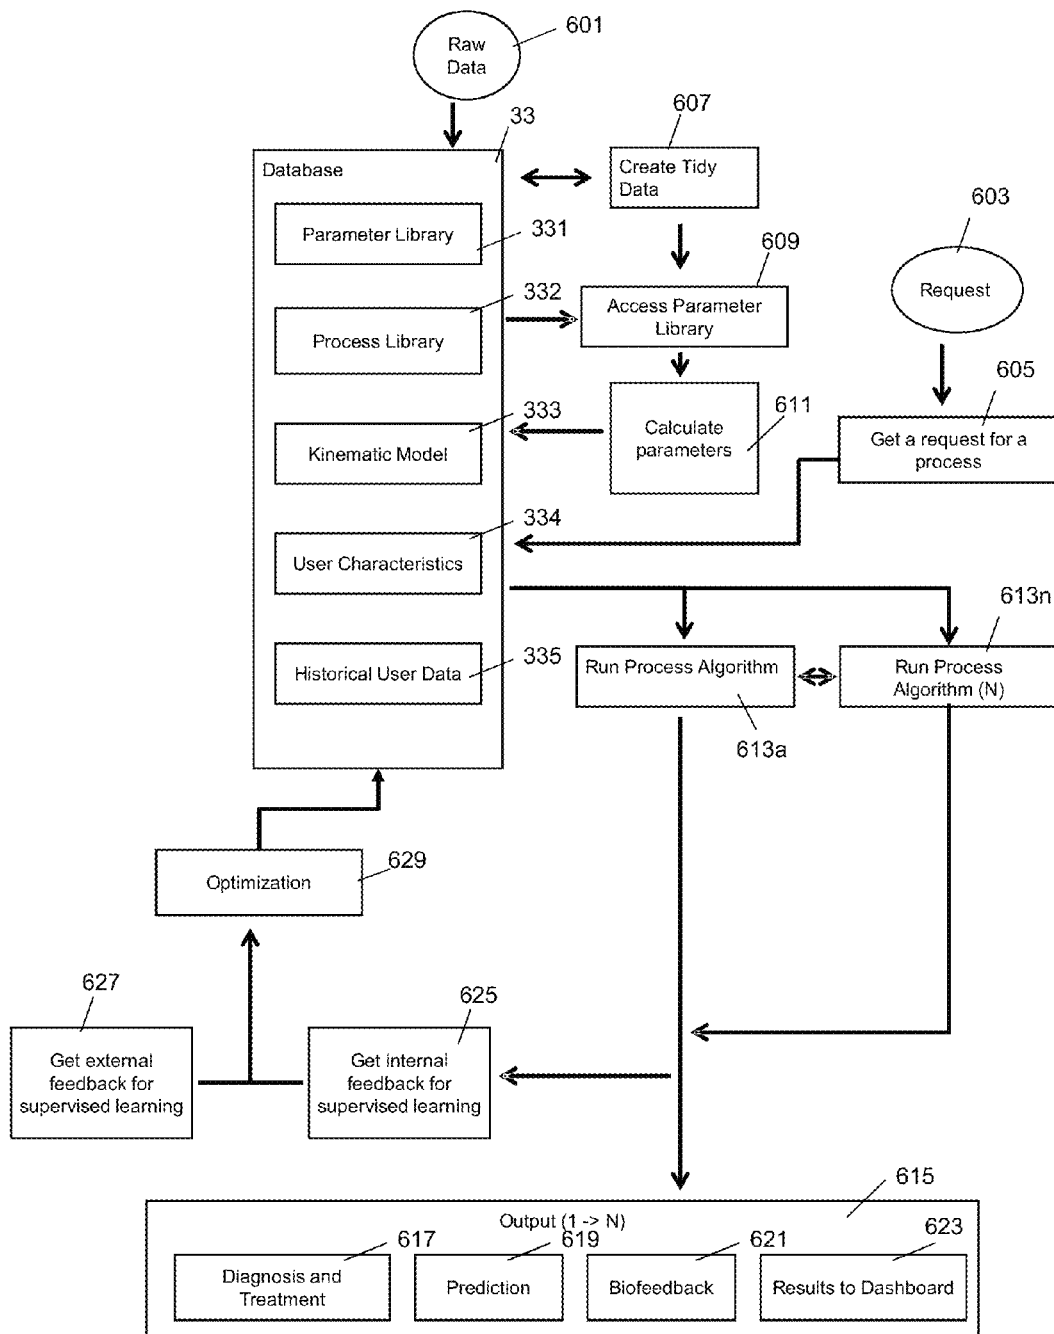 Raw
Data
601
33
607
Database
Create Tidy
Data
603
Parameter Library
331
609
332
Request
Process Library
Access Parameter
Library
605
333
611
Kinematic Model
Calculate
parameters
Get a request for a
process
334
User Characteristics
613n
335
Historical User Data
Run Process Algorithm
Run Process
Algorithm (N)
613a
629
Optimization
627
625
Get external
feedback for
supervised learning
Get internal
feedback for
supervised learning
615
Output (1 -> N)
617
619
621
623
Diagnosis and
Treatment
Prediction
Biofeedback
Results to Dashboard